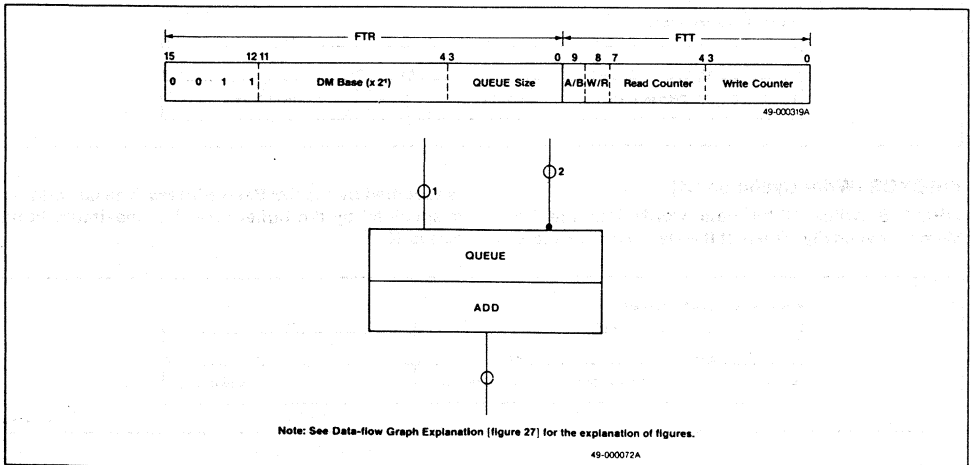 FTR FTT
15 12 11 4 3 0 9 8 7 4 3 0
0 0 1 1 DM Base (x 2⁴) QUEUE Size A/B W/R Read Counter Write Counter
49-000319A
1 2
QUEUE
ADD
Note: See Data-flow Graph Explanation [figure 27] for the explanation of figures.
49-000072A